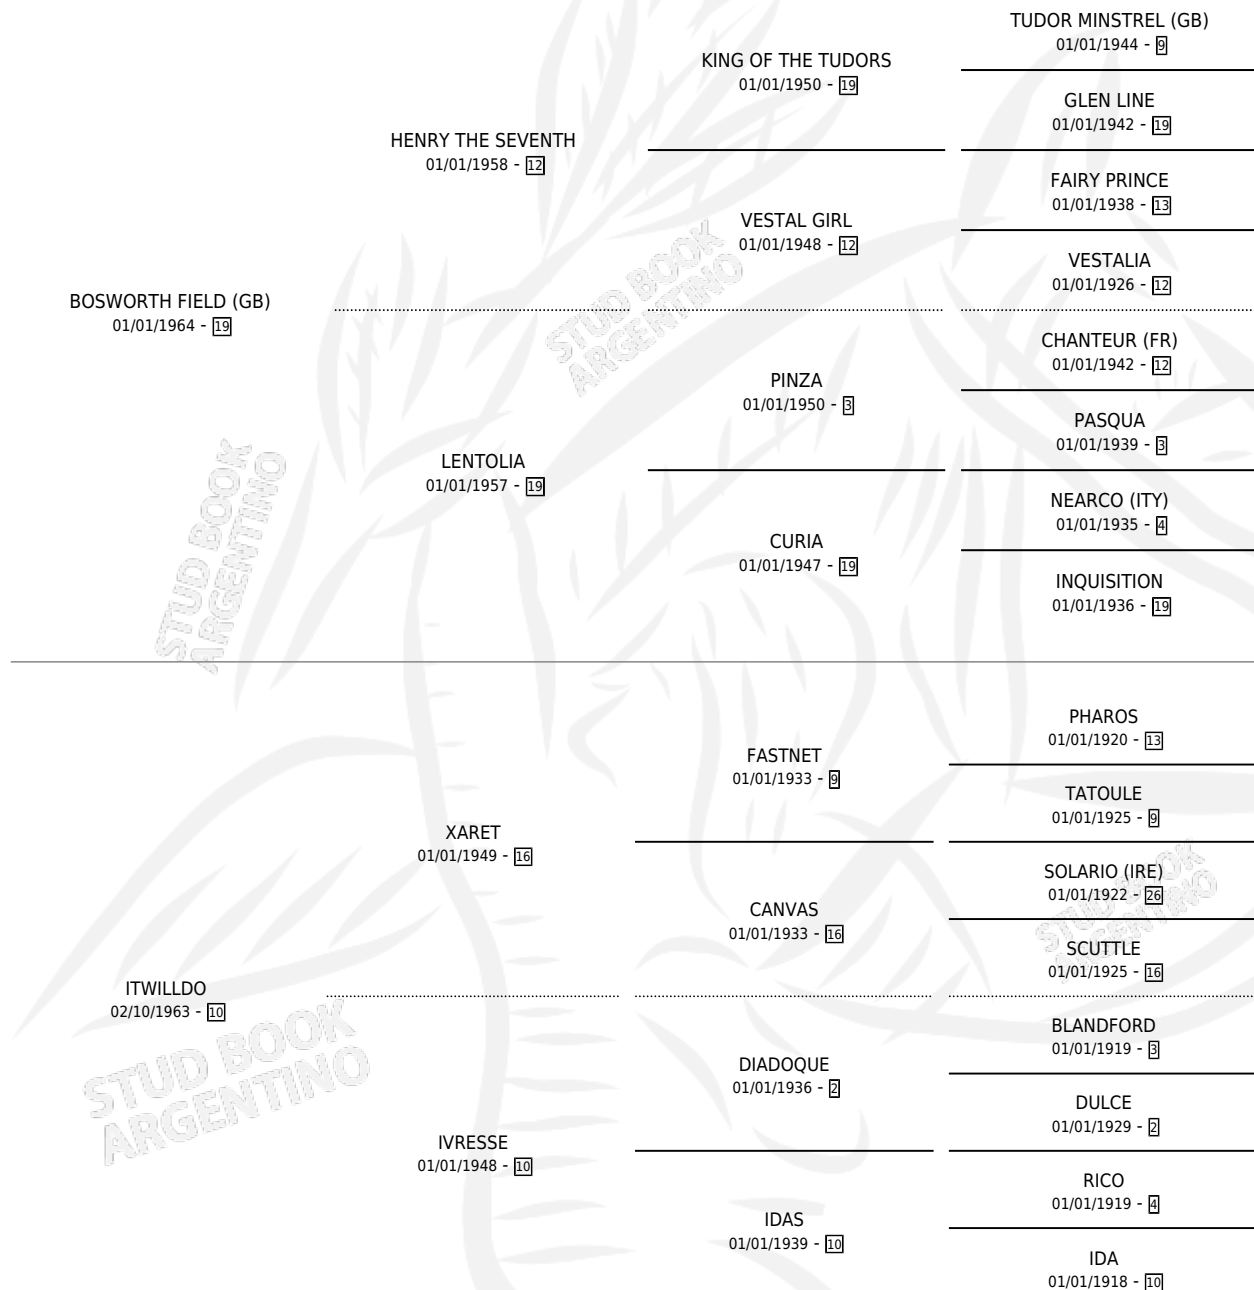 TUDOR MINSTREL (GB)
01/01/1944 - 9
KING OF THE TUDORS
01/01/1950 - 19
GLEN LINE
01/01/1942 - 19
HENRY THE SEVENTH
01/01/1958 - 12
FAIRY PRINCE
01/01/1938 - 13
VESTAL GIRL
01/01/1948 - 12
VESTALIA
01/01/1926 - 12
BOSWORTH FIELD (GB)
01/01/1964 - 19
STUD BOOK
ARGENTINO
CHANTEUR (FR)
01/01/1942 - 12
PINZA
01/01/1950 - 3
PASQUA
01/01/1939 - 3
LENTOLIA
01/01/1957 - 19
NEARCO (ITY)
01/01/1935 - 4
CURIA
01/01/1947 - 19
INQUISITION
01/01/1936 - 19
STUD BOOK
ARGENTINO
PHAROS
01/01/1920 - 13
FASTNET
01/01/1933 - 9
TATOULE
01/01/1925 - 9
XARET
01/01/1949 - 16
SOLARIO (IRE)
01/01/1922 - 26
CANVAS
01/01/1933 - 16
SCUTTLE
01/01/1925 - 16
STUD BOOK
ARGENTINO
ITWILLDO
02/10/1963 - 10
BLANDFORD
01/01/1919 - 3
DIADOQUE
01/01/1936 - 2
DULCE
01/01/1929 - 2
STUD BOOK
ARGENTINO
IVRESSE
01/01/1948 - 10
RICO
01/01/1919 - 4
IDAS
01/01/1939 - 10
IDA
01/01/1918 - 10